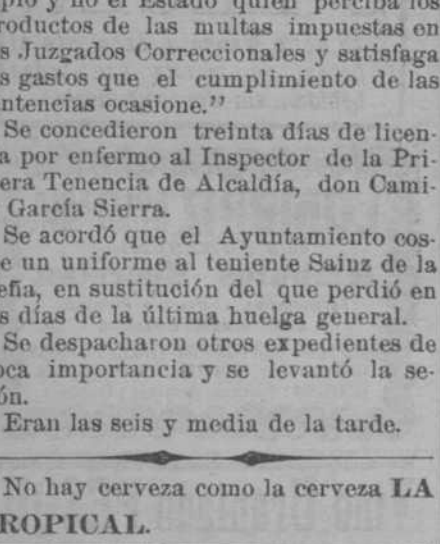 y no el Estado quien perciba los
roductos de las multas impuestas en
s Juzgados Correccionales y satisfaga
s gastos que el cumplimiento de las
ntencias ocasione.”
Se concedieron treinta días de licen-
a por enfermo al Inspector de la Pri-
era Tenencia de Alcaldía, don Cami-
García Sierra.
Se acordó que el Ayuntamiento cos-
e un uniforme al teniente Sainz de la
eña, en sustitución del que perdió en
s días de la última huelga general.
Se despacharon otros expedientes de
oca importancia y se levantó la se-
ón.
Eran las seis y media de la tarde.
No hay cerveza como la cerveza LA
ROPICAL.